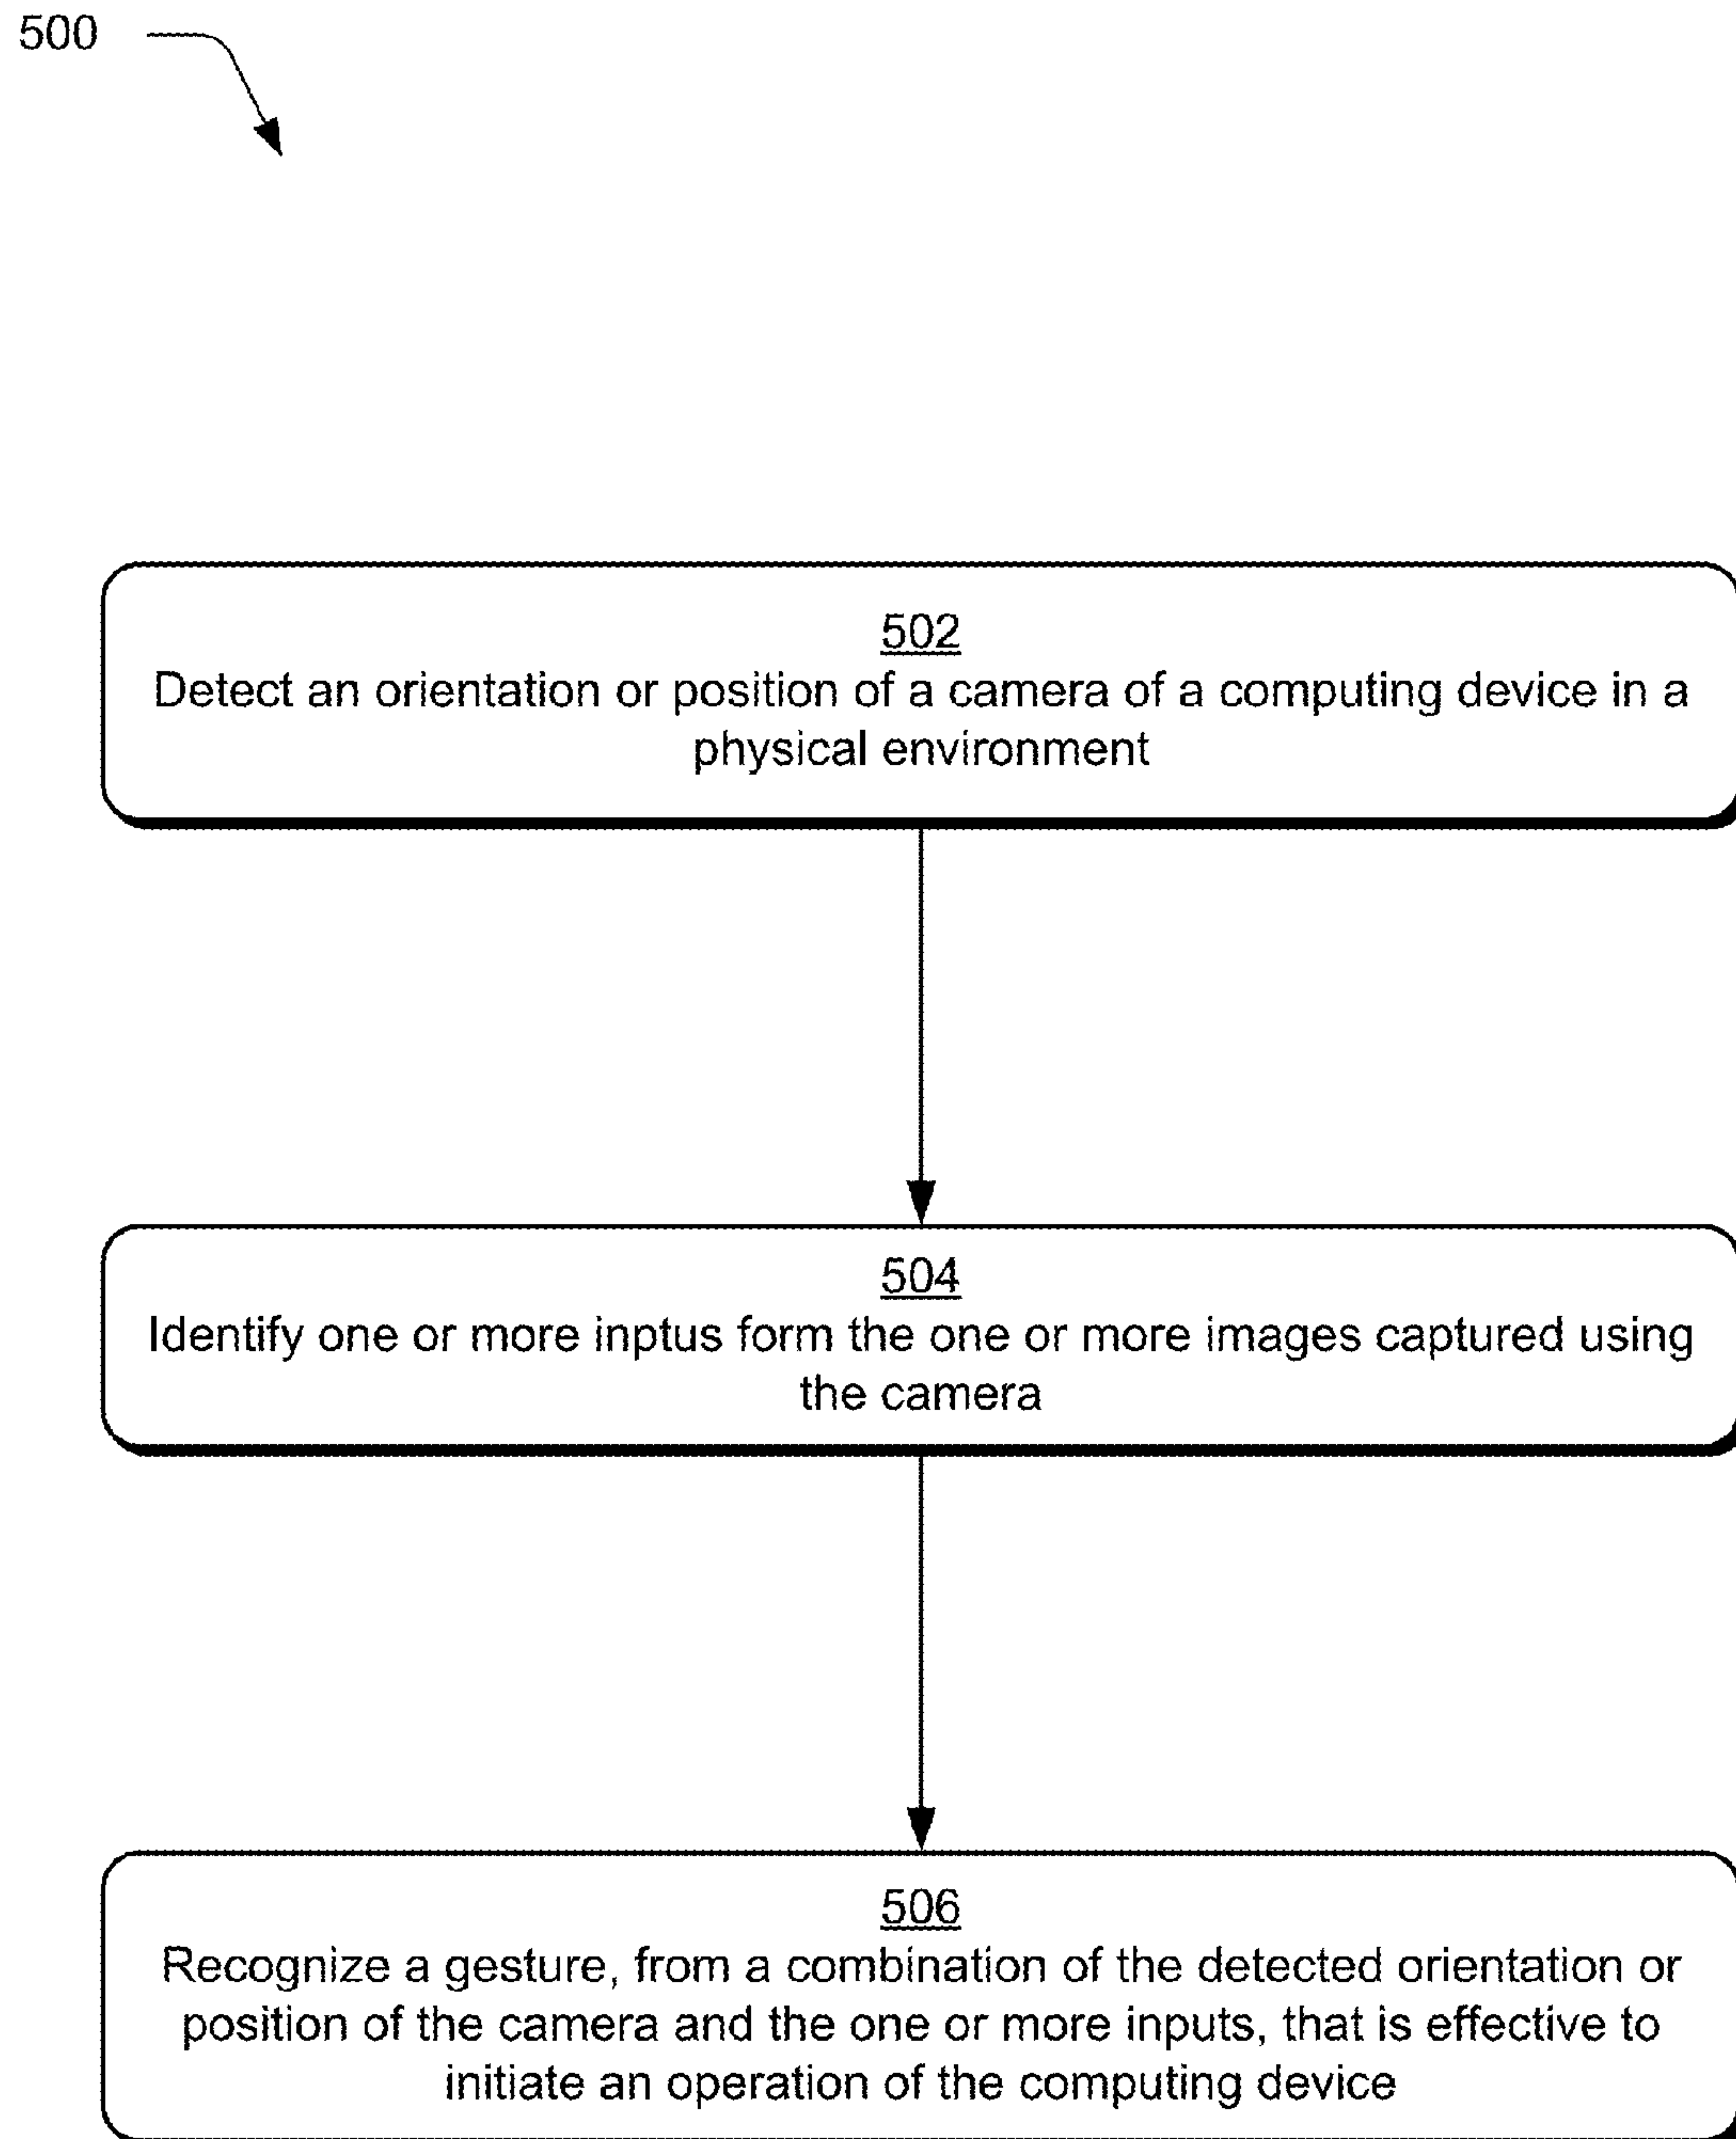 500
502
Detect an orientation or position of a camera of a computing device in a
physical environment
504
Identify one or more inptus form the one or more images captured using
the camera
506
Recognize a gesture, from a combination of the detected orientation or
position of the camera and the one or more inputs, that is effective to
initiate an operation of the computing device